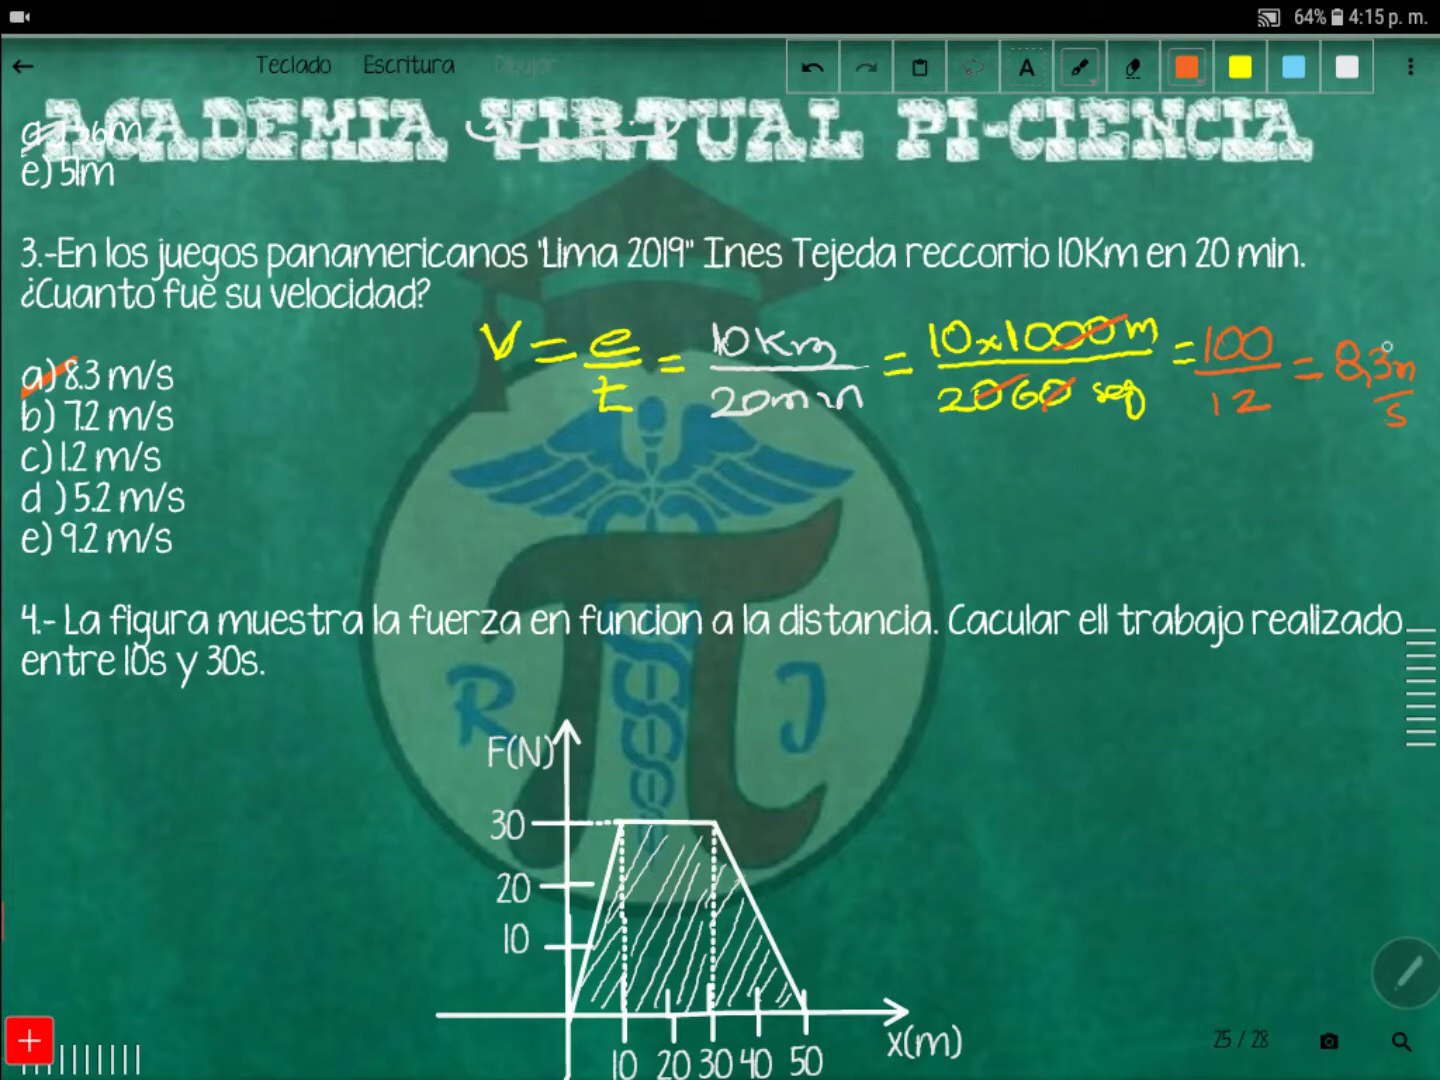 64% 4:15 p. m.
Teclado Escritura Dibujar
A
ACADEMIA VIRTUAL PI-CIENCIA
e) 51m
3.-En los juegos panamericanos "Lima 2019" Ines Tejeda reccorrio 10Km en 20 min.
¿Cuanto fue su velocidad?
V = e/t = 10Km/20min = 10x1000m/2060 seg = 100/12 = 8,3m/s
a) 8.3 m/s
b) 7.2 m/s
c) 1.2 m/s
d ) 5.2 m/s
e) 9.2 m/s
4.- La figura muestra la fuerza en funcion a la distancia. Cacular ell trabajo realizado
entre 10s y 30s.
R J
F(N)
30
20
10
10 20 30 40 50
x(m)
25 / 28